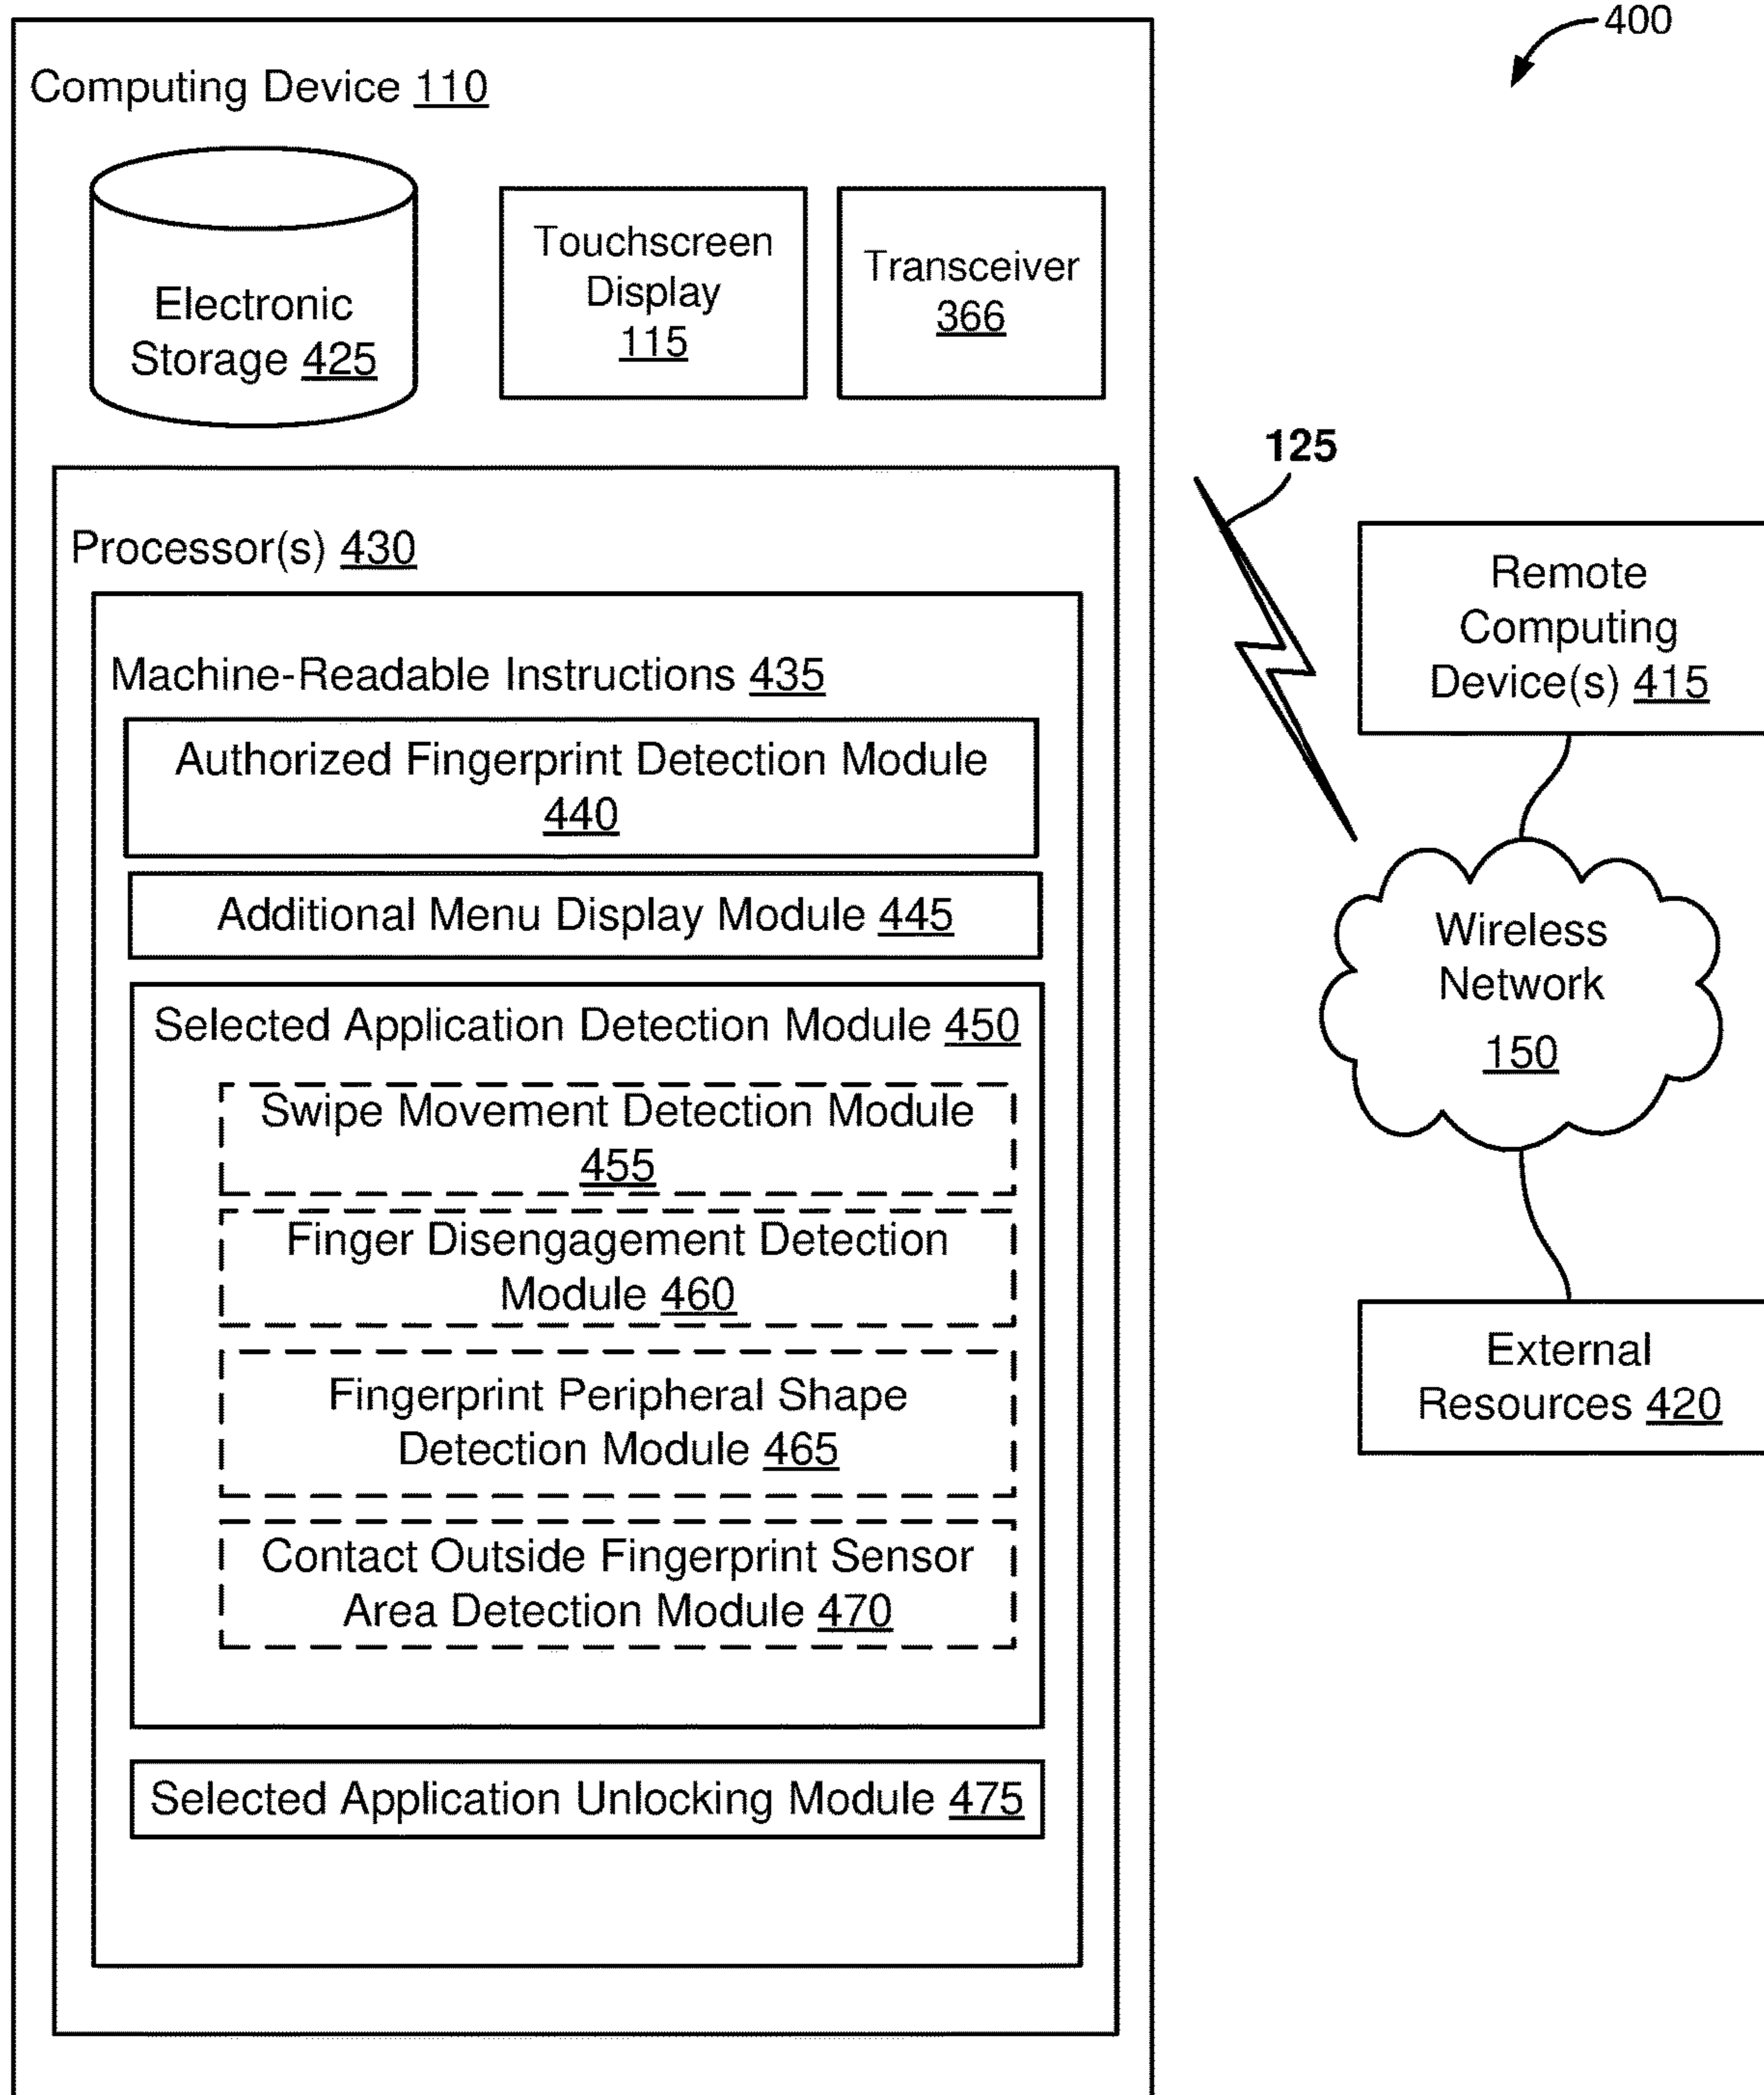 400
Computing Device 110
Electronic
Storage 425
Touchscreen
Display
115
Transceiver
366
125
Processor(s) 430
Machine-Readable Instructions 435
Authorized Fingerprint Detection Module
440
Additional Menu Display Module 445
Selected Application Detection Module 450
Swipe Movement Detection Module
455
Finger Disengagement Detection
Module 460
Fingerprint Peripheral Shape
Detection Module 465
Contact Outside Fingerprint Sensor
Area Detection Module 470
Selected Application Unlocking Module 475
Remote
Computing
Device(s) 415
Wireless
Network
150
External
Resources 420